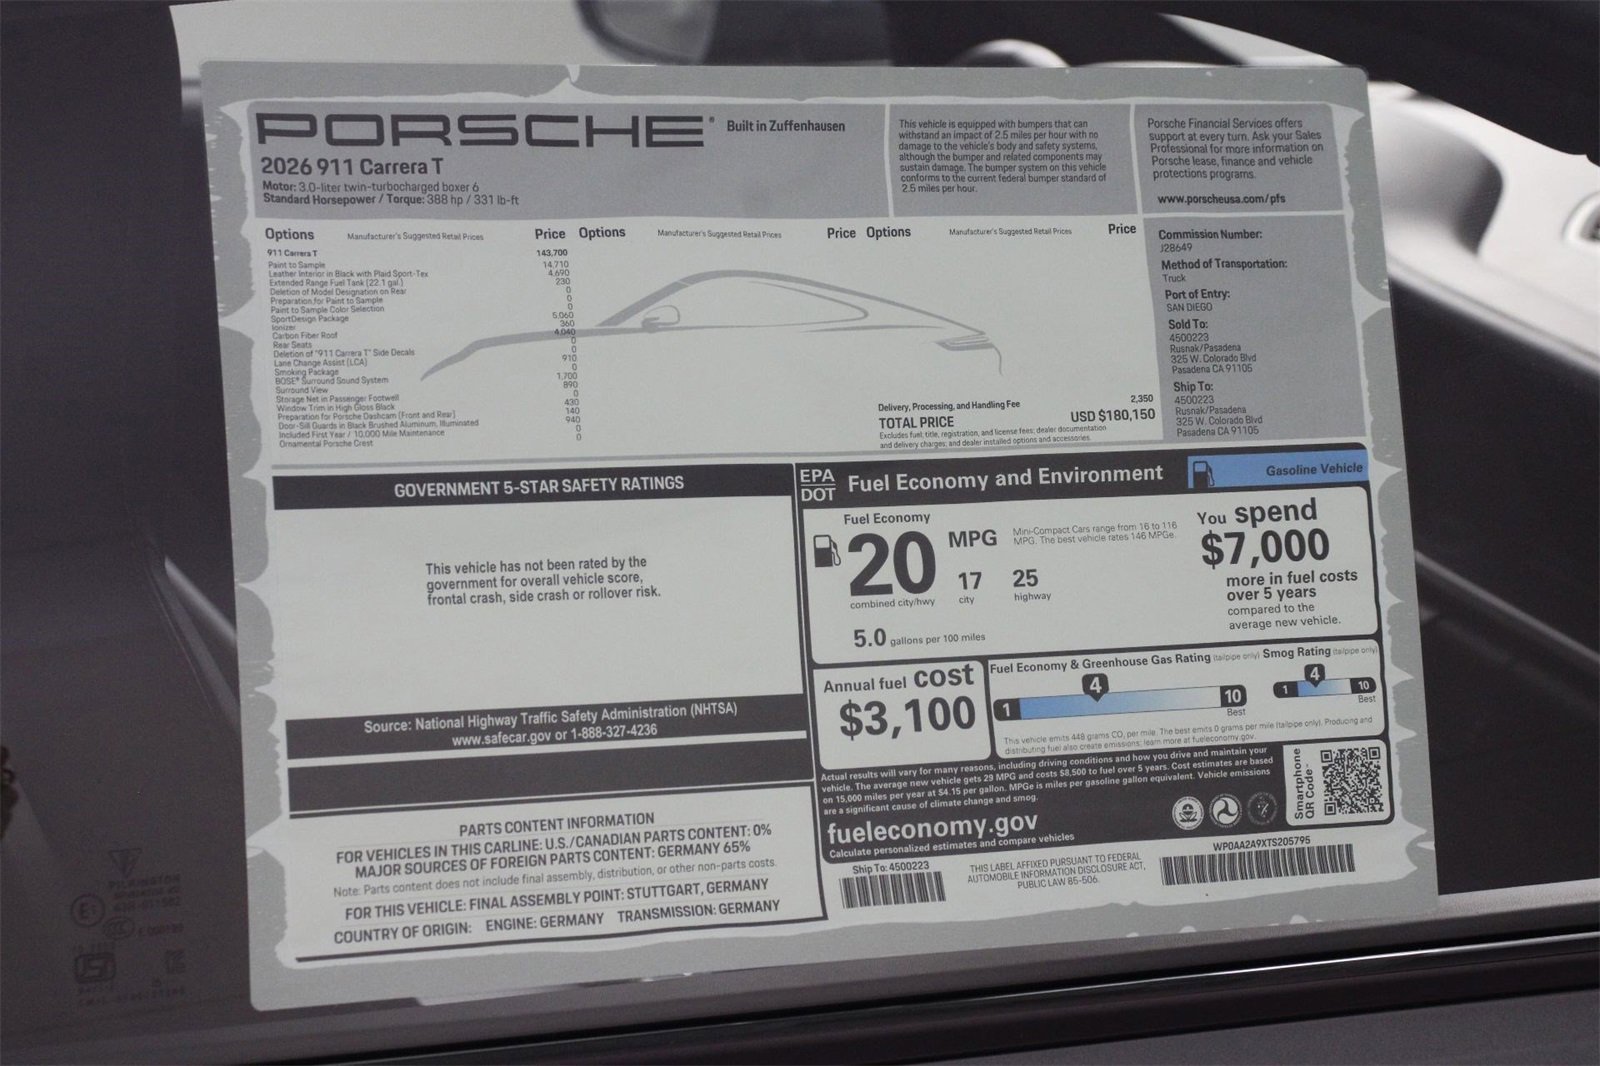 PORSCHE
Built in Zuffenhausen
2026 911 Carrera T
Motor: 3.0-liter twin-turbocharged boxer 6
Standard Horsepower / Torque: 388 hp / 331 lb-ft
This vehicle is equipped with bumpers that can
withstand an impact of 2.5 miles per hour with no
damage to the vehicle's body and safety systems,
although the bumper and related components may
sustain damage. The bumper system on this vehicle
conforms to the current federal bumper standard of
2.5 miles per hour.
Porsche Financial Services offers
support at every turn. Ask your Sales
Professional for more information on
Porsche lease, finance and vehicle
protections programs.
www.porscheusa.com/pfs
Options Manufacturer's Suggested Retail Prices Price Options Manufacturer's Suggested Retail Prices Price Options Manufacturer's Suggested Retail Prices Price
911 Carrera T 143,700
Paint to Sample 14,710
Leather Interior in Black with Plaid Sport-Tex 4,690
Extended Range Fuel Tank (22.1 gal.) 230
Deletion of Model Designation on Rear 0
Preparation for Paint to Sample 0
Paint to Sample Color Selection 0
SportDesign Package 5,060
Ionizer 360
Carbon Fiber Roof 4,040
Rear Seats 0
Deletion of "911 Carrera T" Side Decals 0
Lane Change Assist (LCA) 910
Smoking Package 0
BOSE® Surround Sound System 1,700
Surround View 890
Storage Net in Passenger Footwell 0
Window Trim in High Gloss Black 430
Preparation for Porsche Dashcam (Front and Rear) 140
Door-Sill Guards in Black Brushed Aluminum, Illuminated 940
Included First Year / 10,000 Mile Maintenance 0
Ornamental Porsche Crest 0
Delivery, Processing, and Handling Fee 2,350
TOTAL PRICE USD $180,150
Excludes fuel, title, registration, and license fees; dealer documentation
and delivery charges; and dealer installed options and accessories.
Commission Number:
J28649
Method of Transportation:
Truck
Port of Entry:
SAN DIEGO
Sold To:
4500223
Rusnak/Pasadena
325 W. Colorado Blvd
Pasadena CA 91105
Ship To:
4500223
Rusnak/Pasadena
325 W. Colorado Blvd
Pasadena CA 91105
GOVERNMENT 5-STAR SAFETY RATINGS
This vehicle has not been rated by the
government for overall vehicle score,
frontal crash, side crash or rollover risk.
Source: National Highway Traffic Safety Administration (NHTSA)
www.safecar.gov or 1-888-327-4236
PARTS CONTENT INFORMATION
FOR VEHICLES IN THIS CARLINE: U.S./CANADIAN PARTS CONTENT: 0%
MAJOR SOURCES OF FOREIGN PARTS CONTENT: GERMANY 65%
Note: Parts content does not include final assembly, distribution, or other non-parts costs.
FOR THIS VEHICLE: FINAL ASSEMBLY POINT: STUTTGART, GERMANY
COUNTRY OF ORIGIN: ENGINE: GERMANY TRANSMISSION: GERMANY
EPA
DOT
Fuel Economy and Environment
Gasoline Vehicle
Fuel Economy
20 MPG
combined city/hwy
17
city
25
highway
Mini-Compact Cars range from 16 to 116
MPG. The best vehicle rates 146 MPGe.
5.0 gallons per 100 miles
You spend
$7,000
more in fuel costs
over 5 years
compared to the
average new vehicle.
Annual fuel cost
$3,100
Fuel Economy & Greenhouse Gas Rating (tailpipe only)
1 4 10
Best
Smog Rating (tailpipe only)
1 4 10
Best
This vehicle emits 448 grams CO2 per mile. The best emits 0 grams per mile (tailpipe only). Producing and
distributing fuel also create emissions; learn more at fueleconomy.gov.
Actual results will vary for many reasons, including driving conditions and how you drive and maintain your
vehicle. The average new vehicle gets 29 MPG and costs $8,500 to fuel over 5 years. Cost estimates are based
on 15,000 miles per year at $4.15 per gallon. MPGe is miles per gasoline gallon equivalent. Vehicle emissions
are a significant cause of climate change and smog.
fueleconomy.gov
Calculate personalized estimates and compare vehicles
Smartphone
QR Code™
Ship To: 4500223
THIS LABEL AFFIXED PURSUANT TO FEDERAL
AUTOMOBILE INFORMATION DISCLOSURE ACT,
PUBLIC LAW 85-506.
WP0AA2A9XTS205795
PILKINGTON